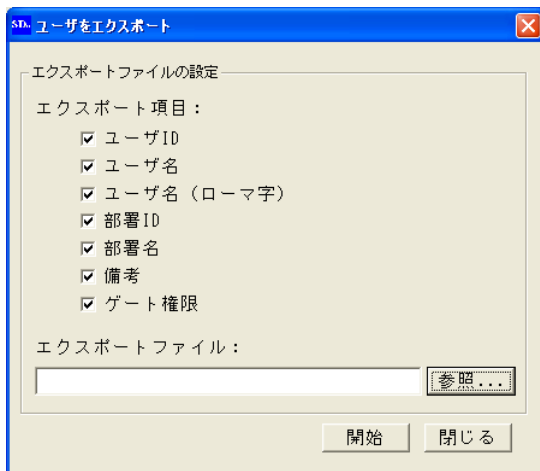 STD. ユーザをエクスポート
エクスポートファイルの設定
エクスポート項目：
ユーザID
ユーザ名
ユーザ名（ローマ字）
部署ID
部署名
備考
ゲート権限
エクスポートファイル：
参照...
開始
閉じる